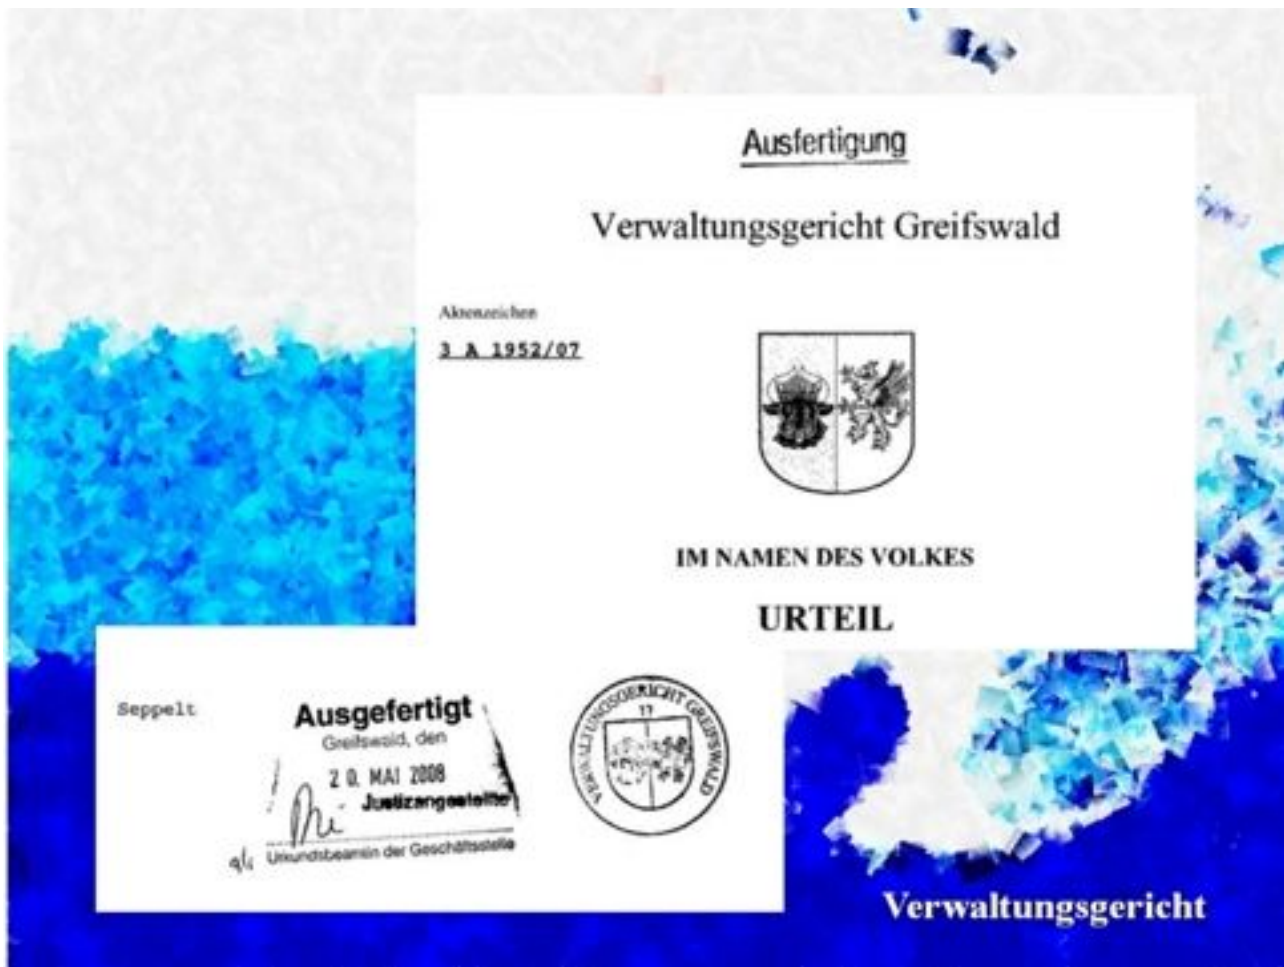 Ausfertigung
Verwaltungsgericht Greifswald
Aktenzeichen
3 A 1952/07
IM NAMEN DES VOLKES
URTEIL
Seppelt
Ausgefertigt
Greifswald, den
20. MAI 2008
Justizangestellte
Urkundsbeamtin der Geschäftsstelle
VERWALTUNGSGERICHT GREIFSWALD
17
Verwaltungsgericht